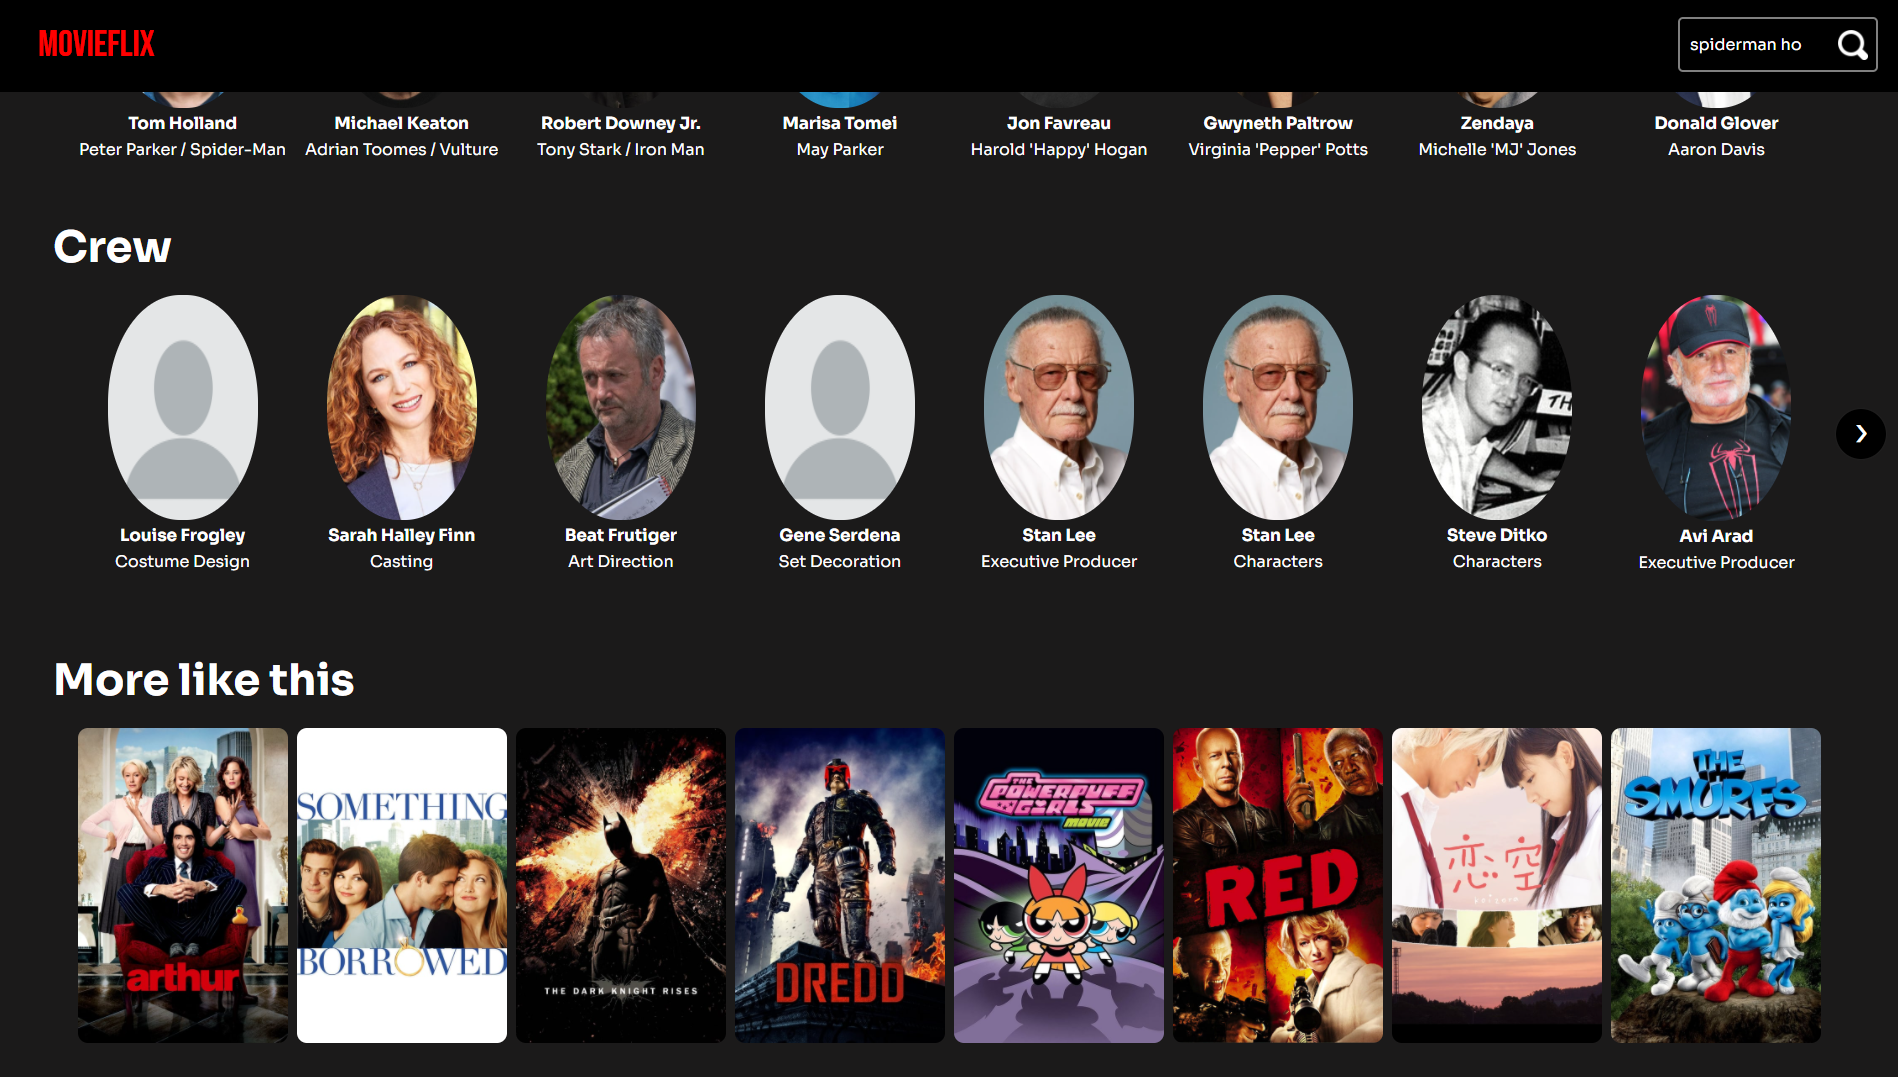 MOVIEFLIX
spiderman ho
Tom Holland
Peter Parker / Spider-Man
Michael Keaton
Adrian Toomes / Vulture
Robert Downey Jr.
Tony Stark / Iron Man
Marisa Tomei
May Parker
Jon Favreau
Harold 'Happy' Hogan
Gwyneth Paltrow
Virginia 'Pepper' Potts
Zendaya
Michelle 'MJ' Jones
Donald Glover
Aaron Davis
Crew
TH
Louise Frogley
Costume Design
Sarah Halley Finn
Casting
Beat Frutiger
Art Direction
Gene Serdena
Set Decoration
Stan Lee
Executive Producer
Stan Lee
Characters
Steve Ditko
Characters
Avi Arad
Executive Producer
More like this
arthur
SOMETHING
BORROWED
THE DARK KNIGHT RISES
DREDD
THE
POWERPUFF
GIRLS
MOVIE
RED
恋空
koizora
THE
SMURFS